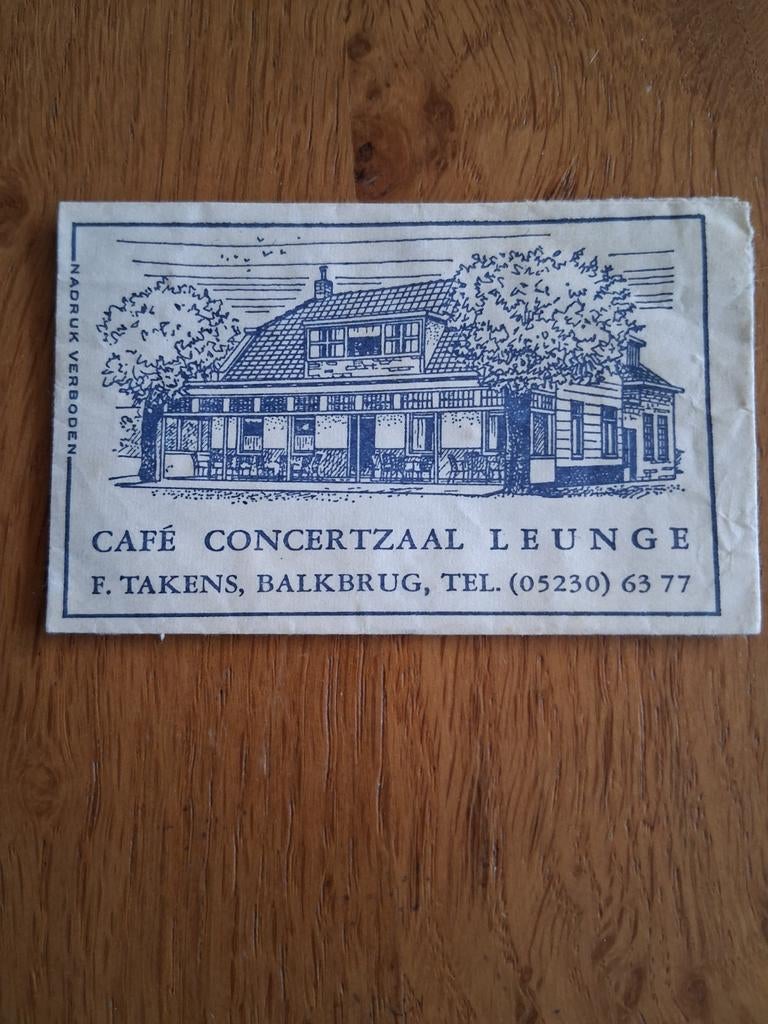 NADRUK VERBODEN
CAFÉ CONCERTZAAL LEUNGE
F. TAKENS, BALKBRUG, TEL. (05230) 63 77